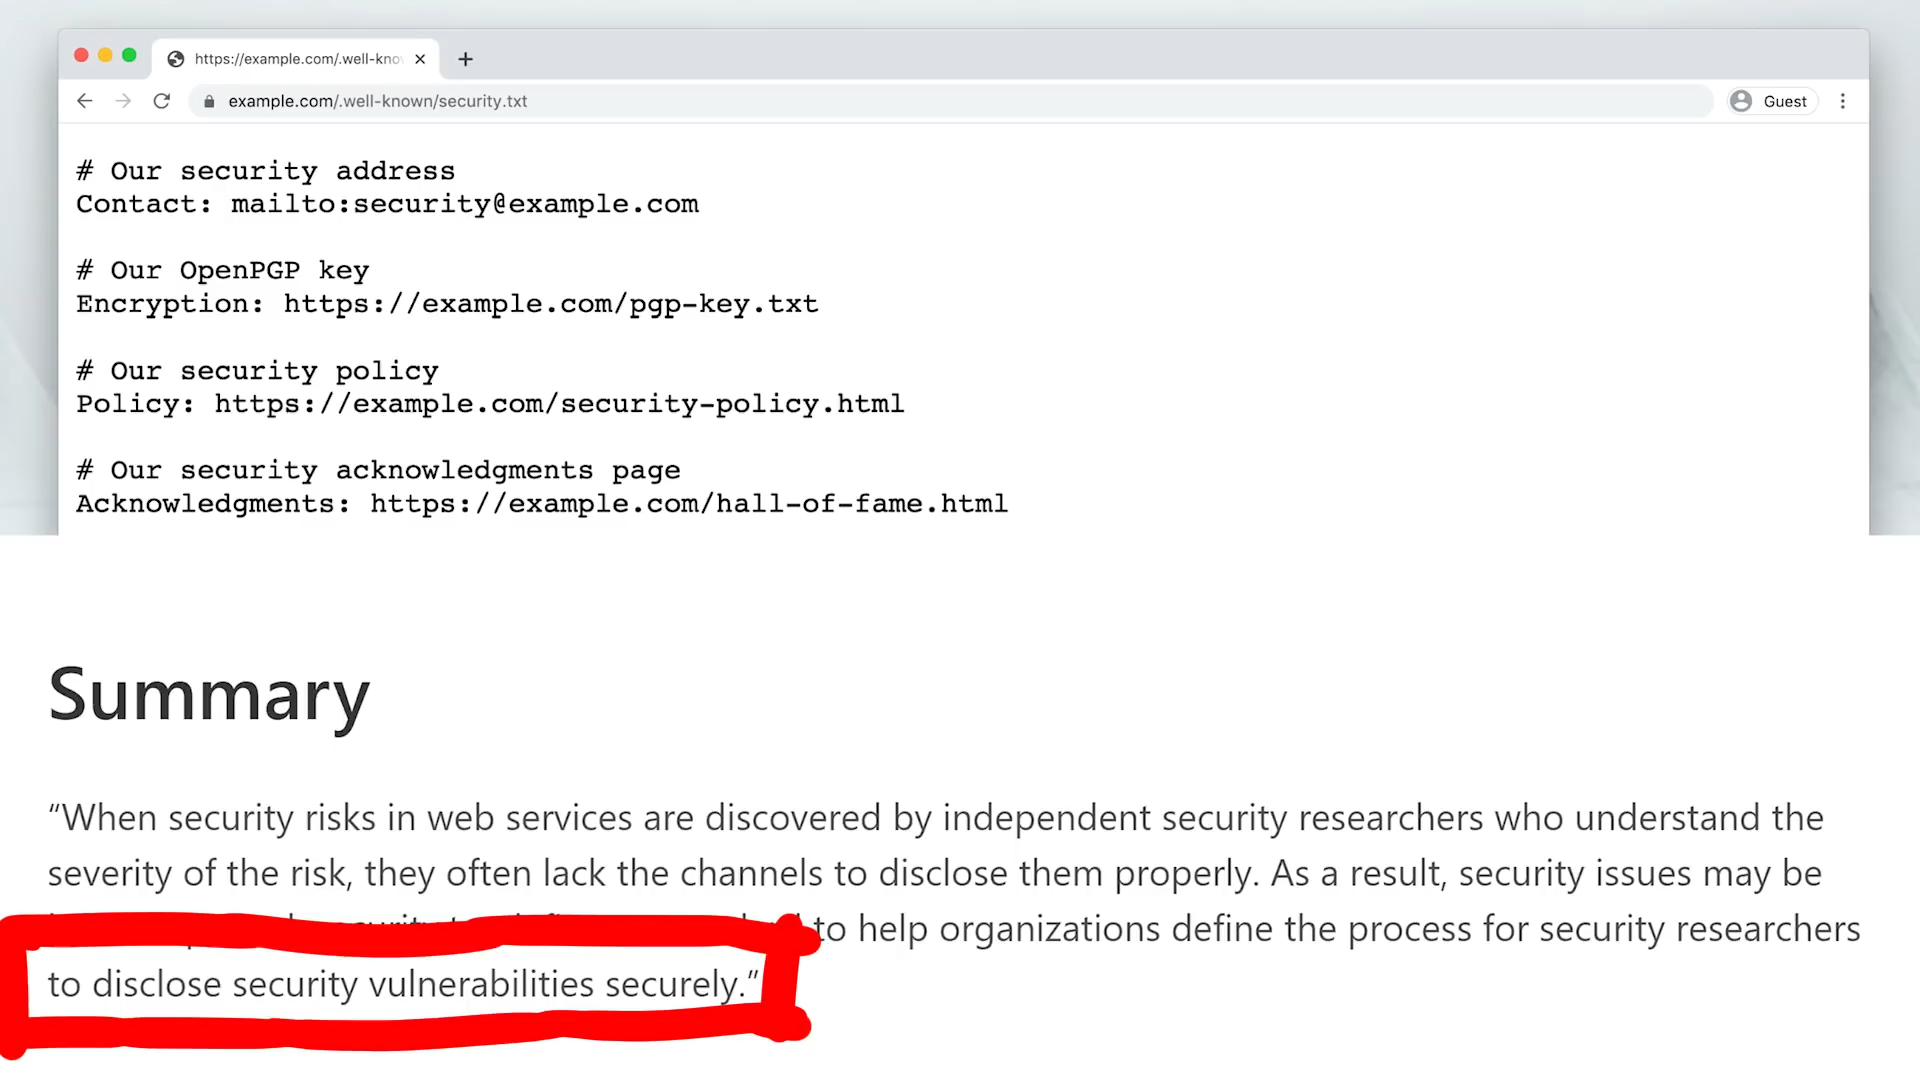 https://example.com/.well-kno
example.com/.well-known/security.txt
Guest
# Our security address
Contact: mailto:security@example.com
# Our OpenPGP key
Encryption: https://example.com/pgp-key.txt
# Our security policy
Policy: https://example.com/security-policy.html
# Our security acknowledgments page
Acknowledgments: https://example.com/hall-of-fame.html
Summary
“When security risks in web services are discovered by independent security researchers who understand the
severity of the risk, they often lack the channels to disclose them properly. As a result, security issues may be
to help organizations define the process for security researchers
to disclose security vulnerabilities securely.”